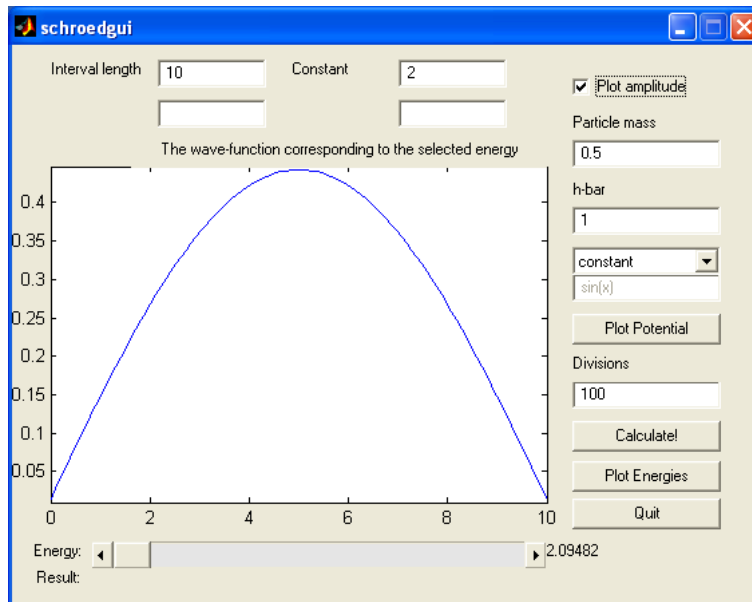 schroedgui
Interval length 10 Constant 2
Plot amplitude
Particle mass
The wave-function corresponding to the selected energy
0.5
h-bar
1
constant
sin(x)
Plot Potential
Divisions
100
Calculate!
Plot Energies
Quit
0.4
0.35
0.3
0.25
0.2
0.15
0.1
0.05
0 2 4 6 8 10
Energy: 2.09482
Result: